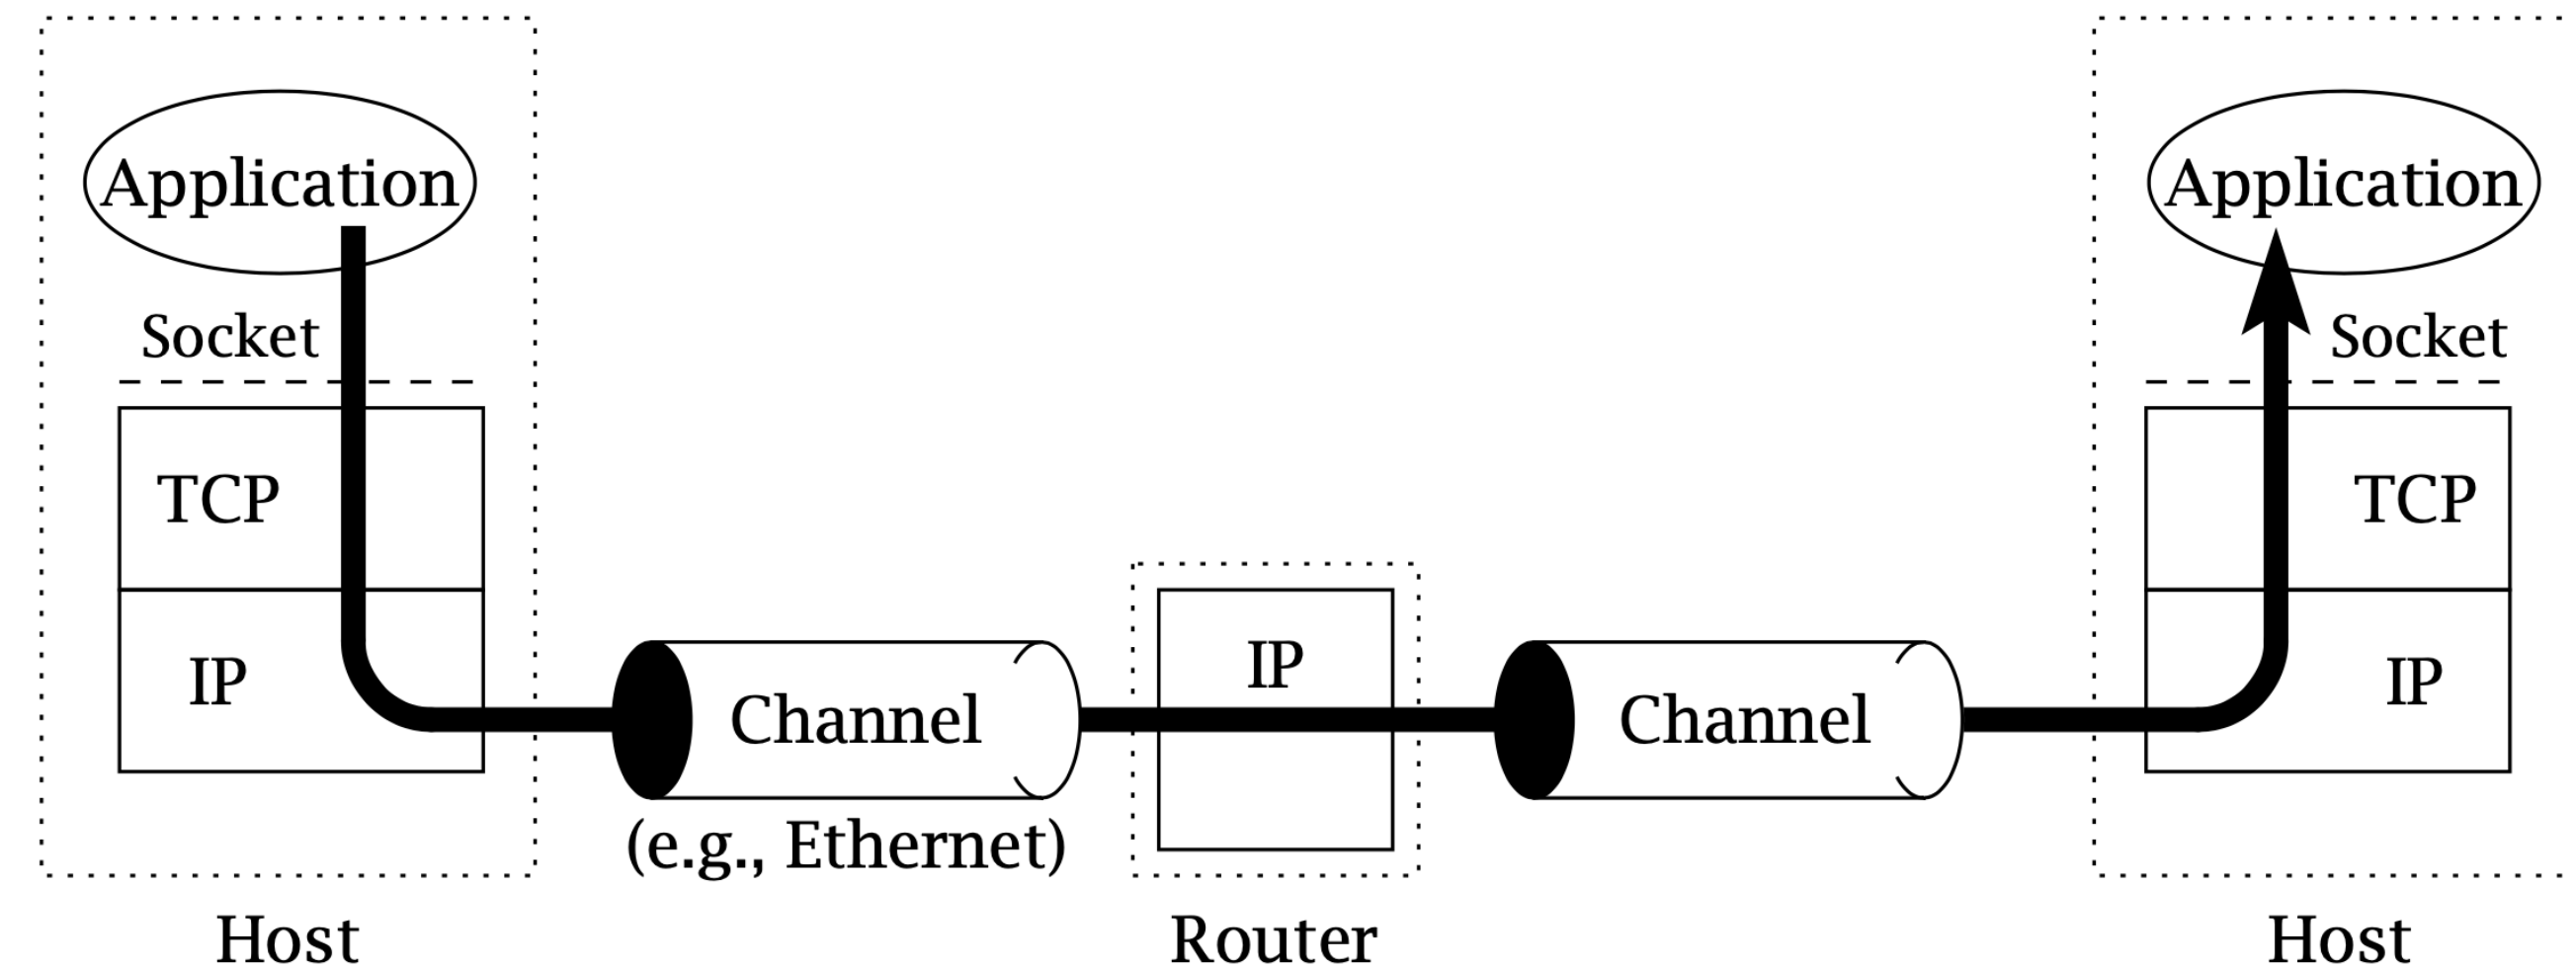 Application
Application
Socket
Socket
TCP
TCP
IP
IP
IP
Channel
Channel
(e.g., Ethernet)
Host
Router
Host